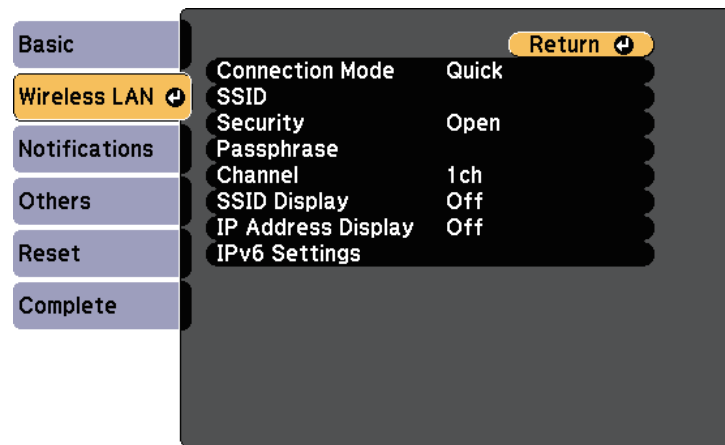 Basic
Wireless LAN
Notifications
Others
Reset
Complete
Return
Connection Mode Quick
SSID
Security Open
Passphrase
Channel 1ch
SSID Display Off
IP Address Display Off
IPv6 Settings